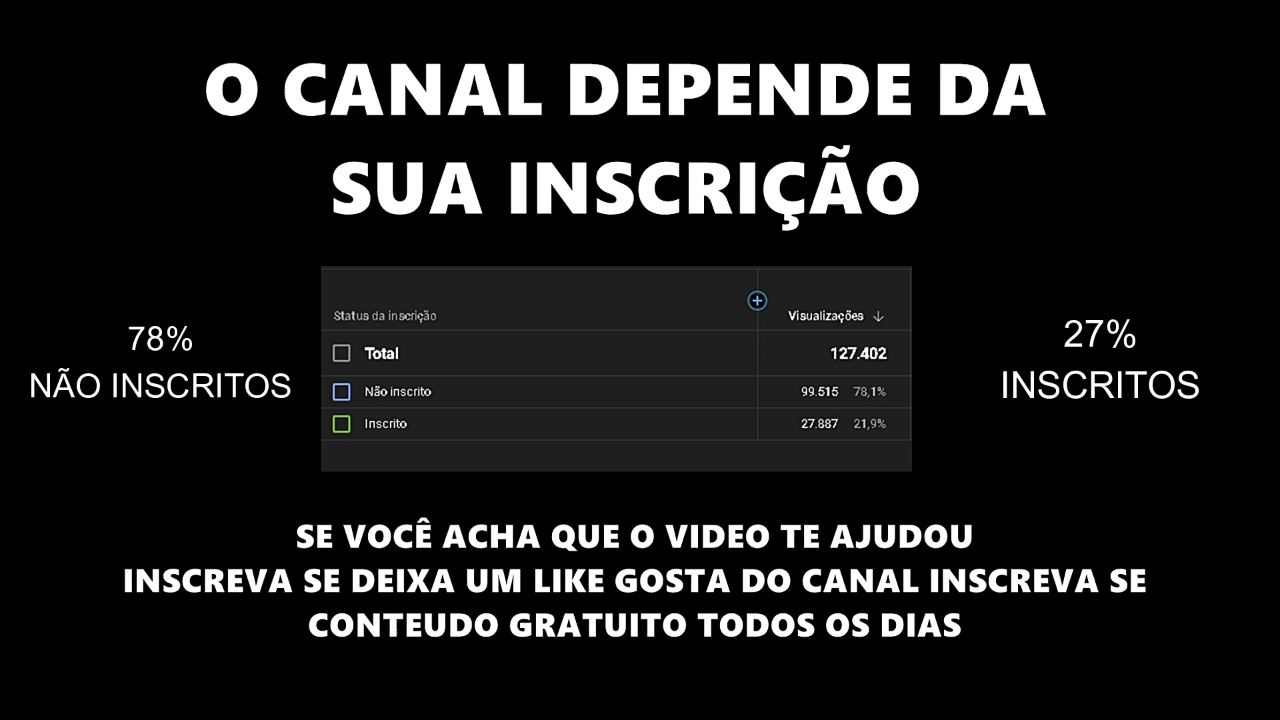 O CANAL DEPENDE DA
SUA INSCRIÇÃO
78%
NÃO INSCRITOS
Status da inscrição
Visualizações
Total
127.402
Não inscrito
99.515 78,1%
Inscrito
27.887 21,9%
27%
INSCRITOS
SE VOCÊ ACHA QUE O VIDEO TE AJUDOU
INSCREVA SE DEIXA UM LIKE GOSTA DO CANAL INSCREVA SE
CONTEUDO GRATUITO TODOS OS DIAS